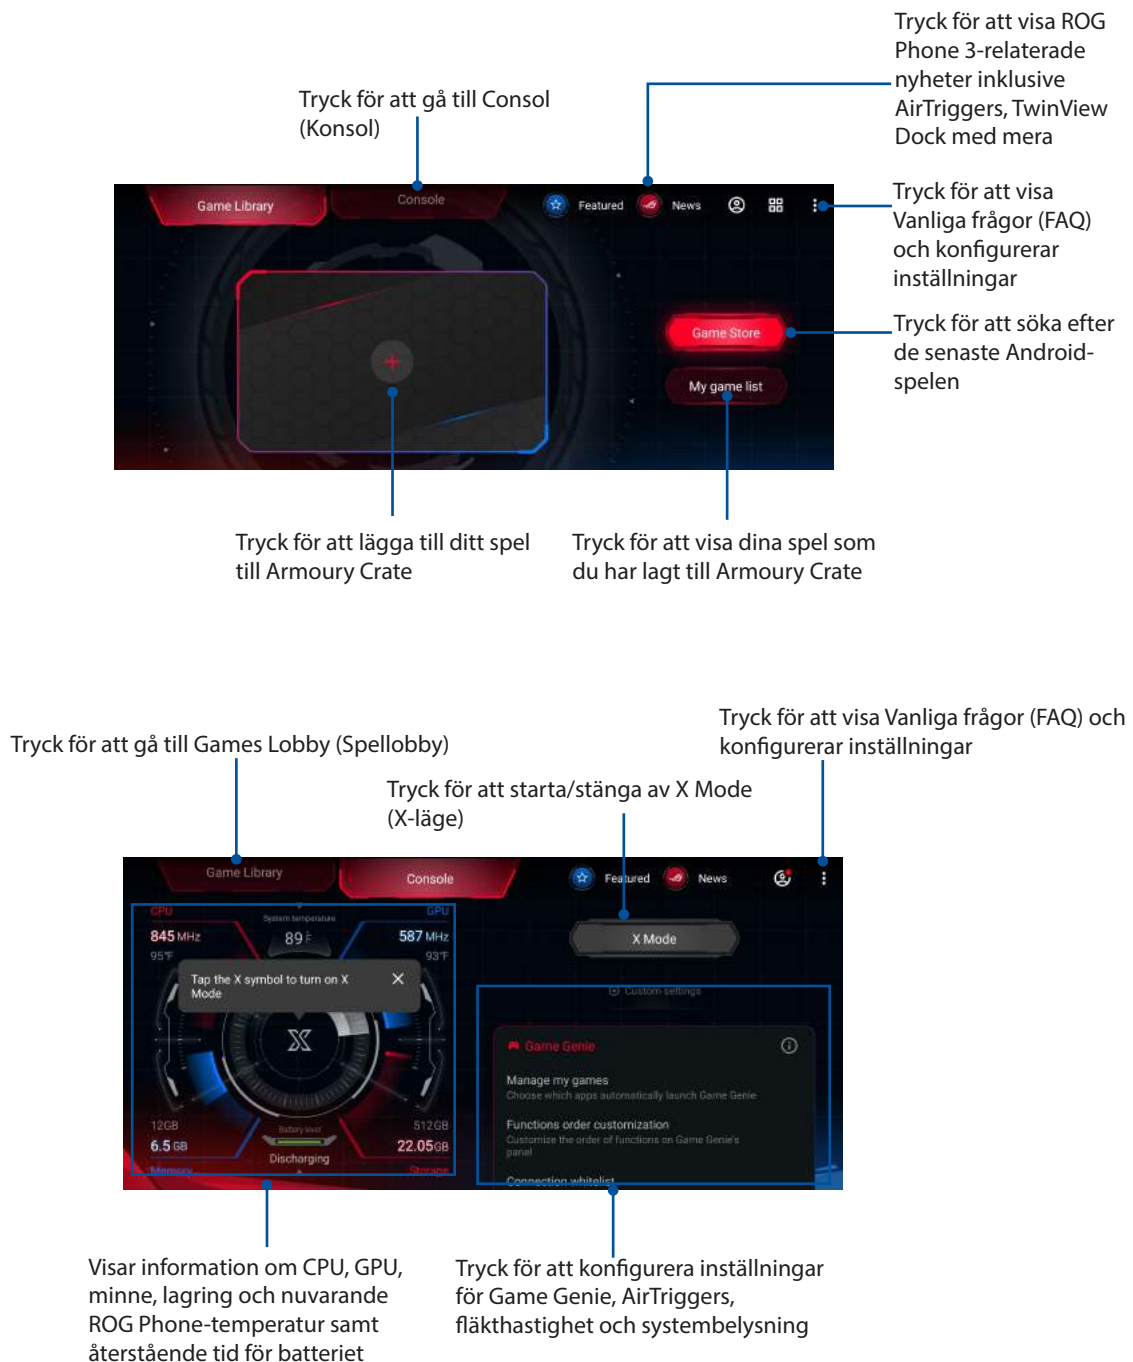 Tryck för att visa ROG
Phone 3-relaterade
nyheter inklusive
AirTriggers, TwinView
Dock med mera
Tryck för att gå till Consol
(Konsol)
Game Library
Console
Featured
News
Tryck för att visa
Vanliga frågor (FAQ)
och konfigurerar
inställningar
Game Store
Tryck för att söka efter
de senaste Android-
spelen
My game list
Tryck för att lägga till ditt spel
till Armoury Crate
Tryck för att visa dina spel som
du har lagt till Armoury Crate
Tryck för att visa Vanliga frågor (FAQ) och
konfigurerar inställningar
Tryck för att gå till Games Lobby (Spellobby)
Tryck för att starta/stänga av X Mode
(X-läge)
Game Library
Console
Featured
News
CPU
System temperature
GPU
845 MHz
89°F
587 MHz
95°F
93°F
X Mode
Tap the X symbol to turn on X
Mode
Custom settings
Game Genie
Manage my games
Choose which apps automatically launch Game Genie
Functions order customization
Customize the order of functions on Game Genie's
panel
Connection whitelist
12GB
Battery level
512GB
6.5 GB
22.05GB
Discharging
Memory
Storage
Visar information om CPU, GPU,
minne, lagring och nuvarande
ROG Phone-temperatur samt
återstående tid för batteriet
Tryck för att konfigurera inställningar
för Game Genie, AirTriggers,
fläkthastighet och systembelysning